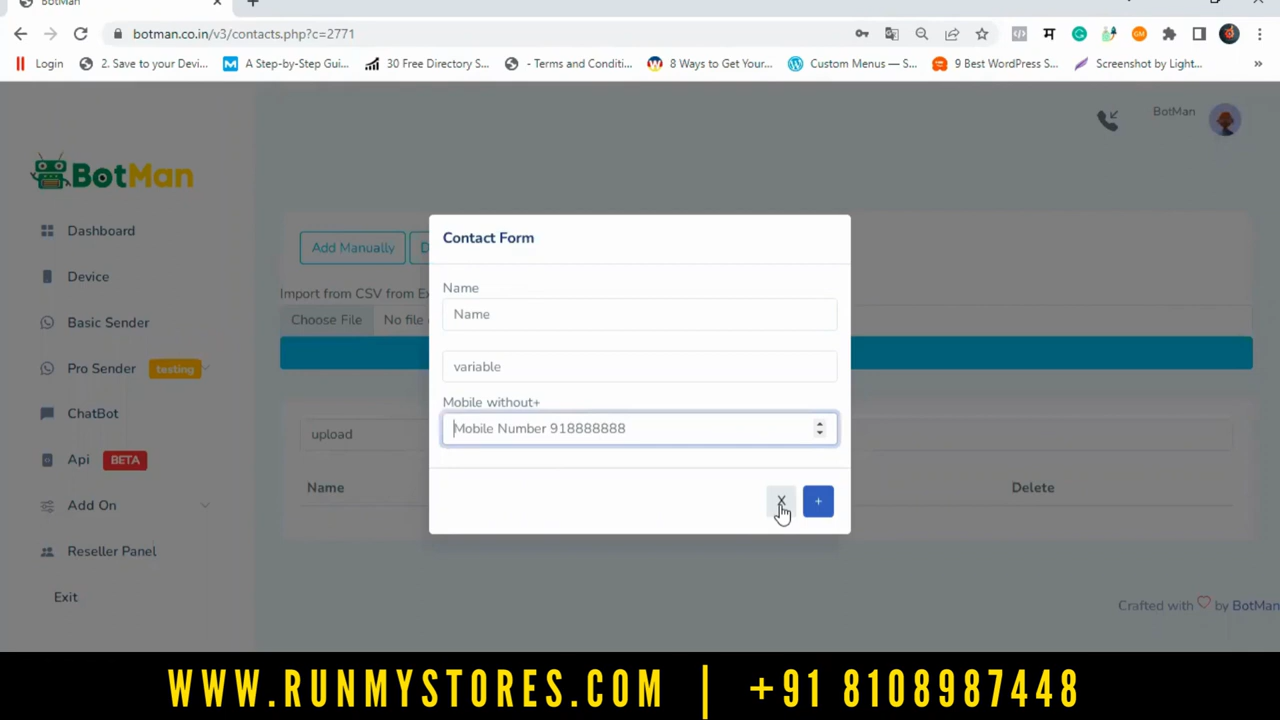 BotMan
botman.co.in/v3/contacts.php?c=2771
Login
2. Save to your Devi...
A Step-by-Step Gui...
30 Free Directory S...
- Terms and Conditi...
8 Ways to Get Your...
Custom Menus — S...
9 Best WordPress S...
Screenshot by Light...
BotMan
BotMan
Dashboard
Device
Basic Sender
Pro Sender testing
ChatBot
Api BETA
Add On
Reseller Panel
Exit
Add Manually
Import from CSV from
Choose File No file
upload
Name Delete
Contact Form
Name
Name
variable
Mobile without+
Mobile Number 918888888
X +
Crafted with by BotMan
WWW.RUNMYSTORES.COM | +91 8108987448